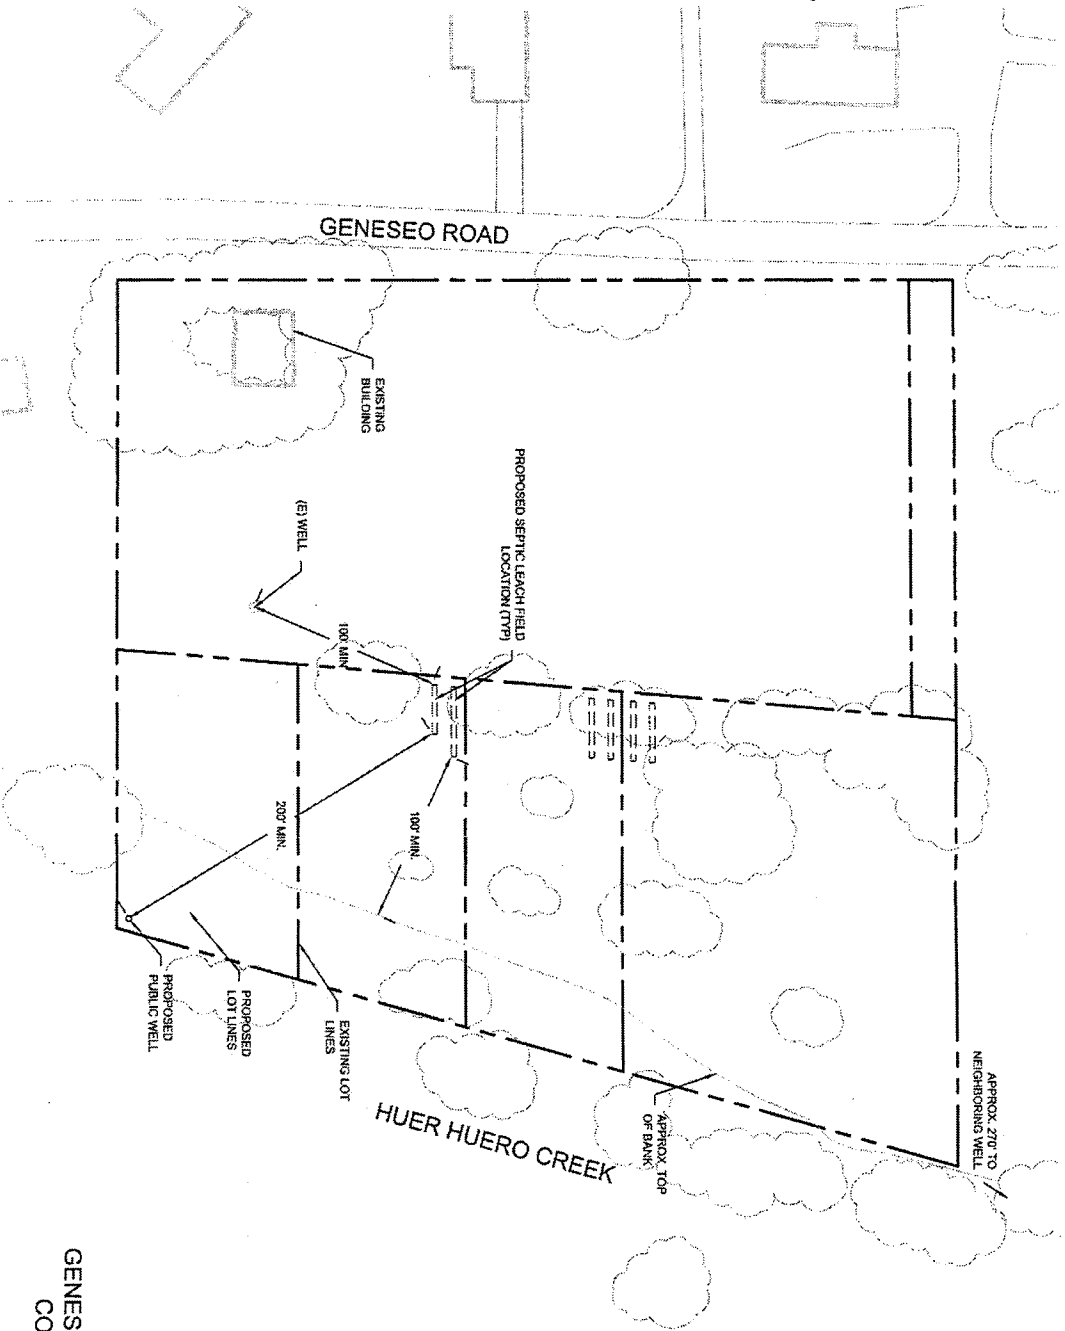 GENESEO ROAD
EXISTING
BUILDING
PROPOSED SEPTIC LEACH FIELD
LOCATION (TYP)
(E) WELL
100' MIN.
200' MIN.
100' MIN.
PROPOSED
PUBLIC WELL
PROPOSED
LOT LINES
EXISTING LOT
LINES
APPROX. TOP
OF BANK
APPROX. 270' TO
NEIGHBORING WELL
HUER HUERO CREEK
GENES
CO